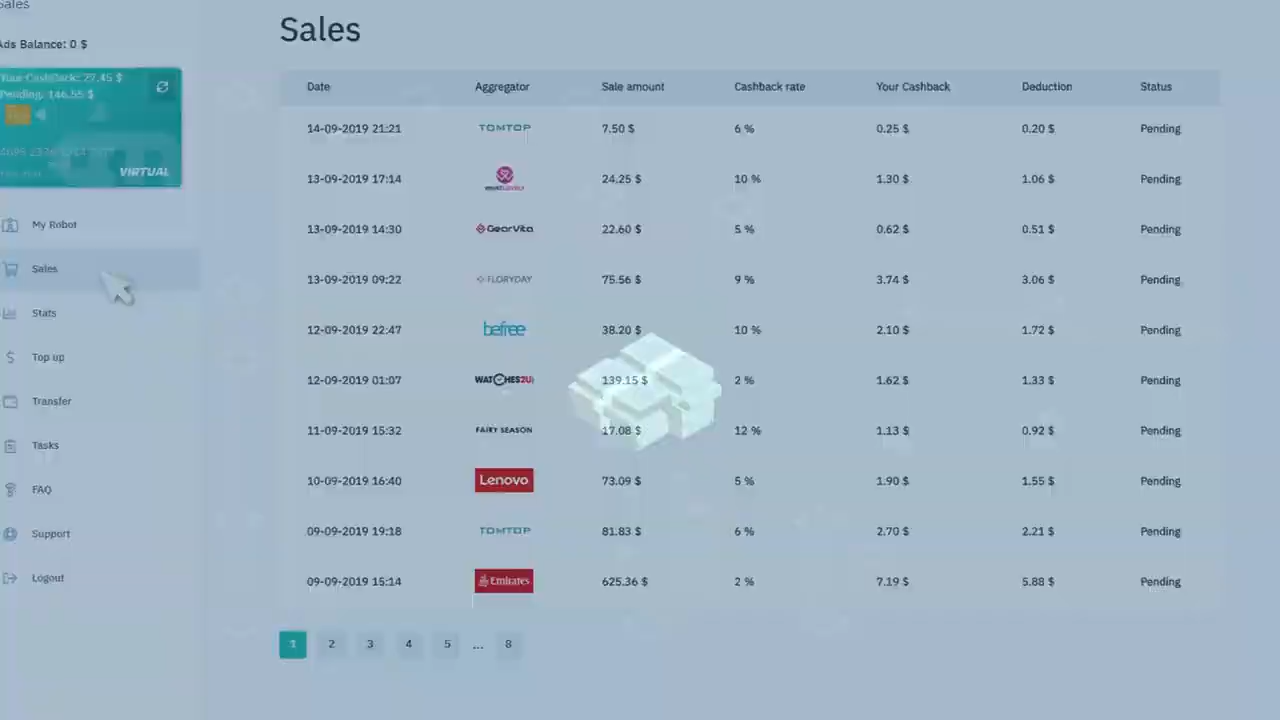 Sales
Ads Balance: 0 $
Your CashBack: 27.45 $
Pending: 146.55 $
VIRTUAL
My Robot
Sales
Stats
Top up
Transfer
Tasks
FAQ
Support
Logout
Sales
Date Aggregator Sale amount Cashback rate Your Cashback Deduction Status
14-09-2019 21:21 TOMTOP 7.50 $ 6 % 0.25 $ 0.20 $ Pending
13-09-2019 17:14 24.25 $ 10 % 1.30 $ 1.06 $ Pending
13-09-2019 14:30 GearVita 22.60 $ 5 % 0.62 $ 0.51 $ Pending
13-09-2019 09:22 FLORYDAY 75.56 $ 9 % 3.74 $ 3.06 $ Pending
12-09-2019 22:47 befree 38.20 $ 10 % 2.10 $ 1.72 $ Pending
12-09-2019 01:07 WATCHES2U 139.15 $ 2 % 1.62 $ 1.33 $ Pending
11-09-2019 15:32 FAIRY SEASON 17.08 $ 12 % 1.13 $ 0.92 $ Pending
10-09-2019 16:40 Lenovo 73.09 $ 5 % 1.90 $ 1.55 $ Pending
09-09-2019 19:18 TOMTOP 81.83 $ 6 % 2.70 $ 2.21 $ Pending
09-09-2019 15:14 Emirates 625.36 $ 2 % 7.19 $ 5.88 $ Pending
1 2 3 4 5 ... 8